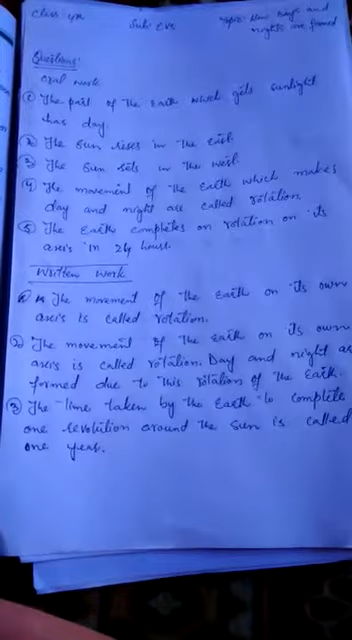 Class Sub: EVS Topic: How Days and
nights are formed
Questions:
Oral work
① The part of the Earth which gets sunlight
has day.
② The Sun rises in the East.
③ The Sun sets in the west.
④ The movement of the Earth which makes
day and night are called rotation.
⑤ The Earth completes on rotation on its
axis in 24 hours.
Written work
① The movement of the Earth on its own
axis is called rotation.
② The movement of the Earth on its own
axis is called rotation. Day and night as
formed due to this rotation of the Earth.
③ The Time taken by the Earth to complete
one revolution around the Sun is called
one year.